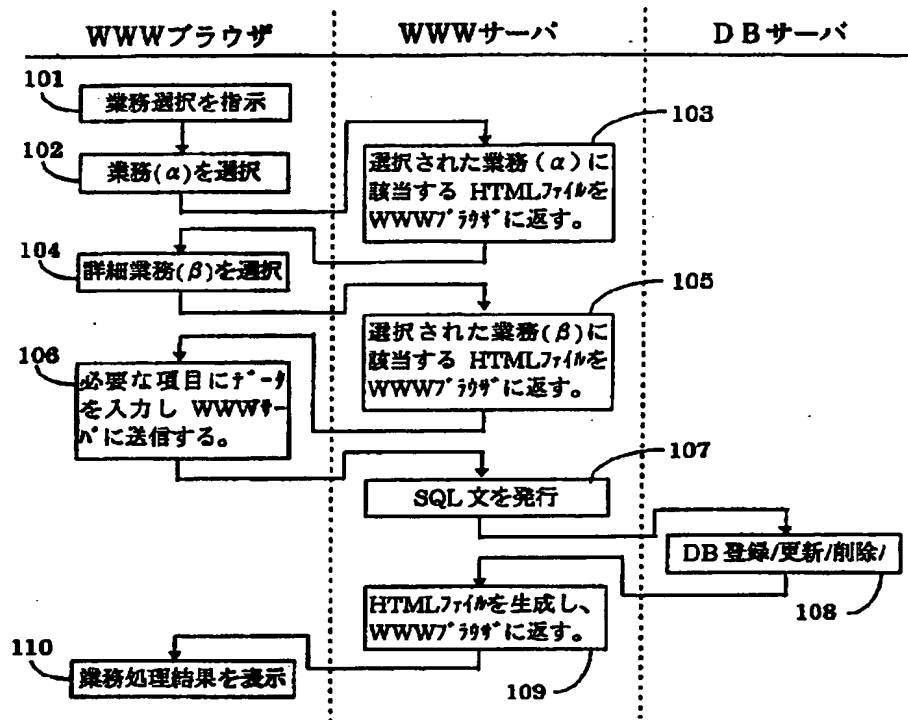 WWWブラウザ
WWWサーバ
DBサーバ
101
業務選択を指示
102
業務(α)を選択
103
選択された業務(α)に
該当する HTMLファイルを
WWWブラウザに返す。
104
詳細業務(β)を選択
105
選択された業務(β)に
該当する HTMLファイルを
WWWブラウザに返す。
106
必要な項目にデータ
を入力し WWWサー
バに送信する。
107
SQL文を発行
DB登録/更新/削除/
108
HTMLファイルを生成し、
WWWブラウザに返す。
109
110
業務処理結果を表示